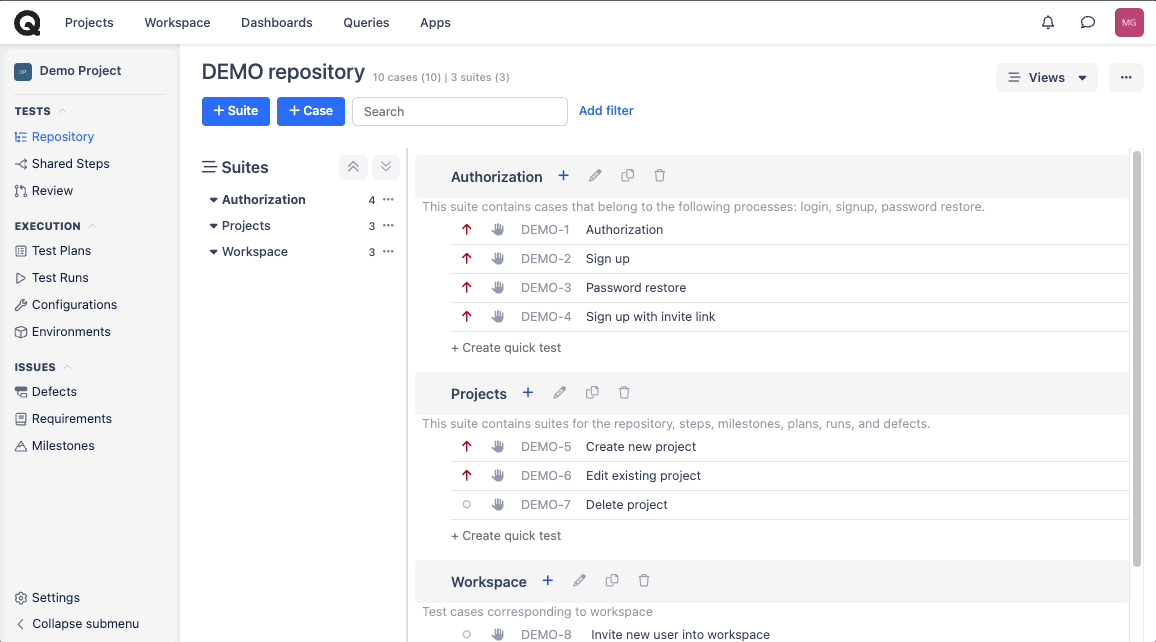 Projects Workspace Dashboards Queries Apps MG
Demo Project
TESTS
Repository
Shared Steps
Review
EXECUTION
Test Plans
Test Runs
Configurations
Environments
ISSUES
Defects
Requirements
Milestones
Settings
Collapse submenu
DEMO repository 10 cases (10) | 3 suites (3)
Views
+ Suite + Case Search Add filter
Suites
Authorization 4
Projects 3
Workspace 3
Authorization
This suite contains cases that belong to the following processes: login, signup, password restore.
DEMO-1 Authorization
DEMO-2 Sign up
DEMO-3 Password restore
DEMO-4 Sign up with invite link
+ Create quick test
Projects
This suite contains suites for the repository, steps, milestones, plans, runs, and defects.
DEMO-5 Create new project
DEMO-6 Edit existing project
DEMO-7 Delete project
+ Create quick test
Workspace
Test cases corresponding to workspace
DEMO-8 Invite new user into workspace